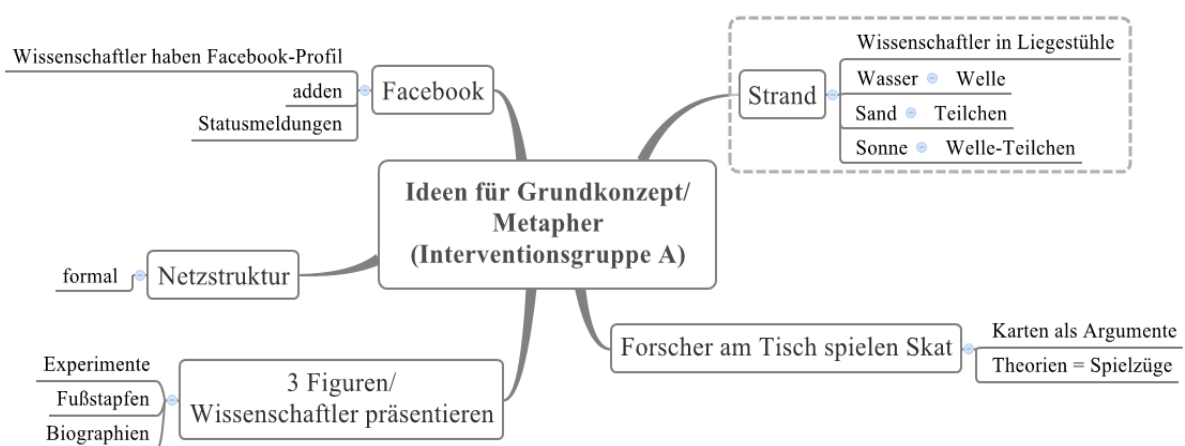 Wissenschaftler haben Facebook-Profil
adden
Statusmeldungen
Facebook
Strand
Wissenschaftler in Liegestühle
Wasser Welle
Sand Teilchen
Sonne Welle-Teilchen
Ideen für Grundkonzept/
Metapher
(Interventionsgruppe A)
formal
Netzstruktur
Experimente
Fußstapfen
Biographien
3 Figuren/
Wissenschaftler präsentieren
Forscher am Tisch spielen Skat
Karten als Argumente
Theorien = Spielzüge